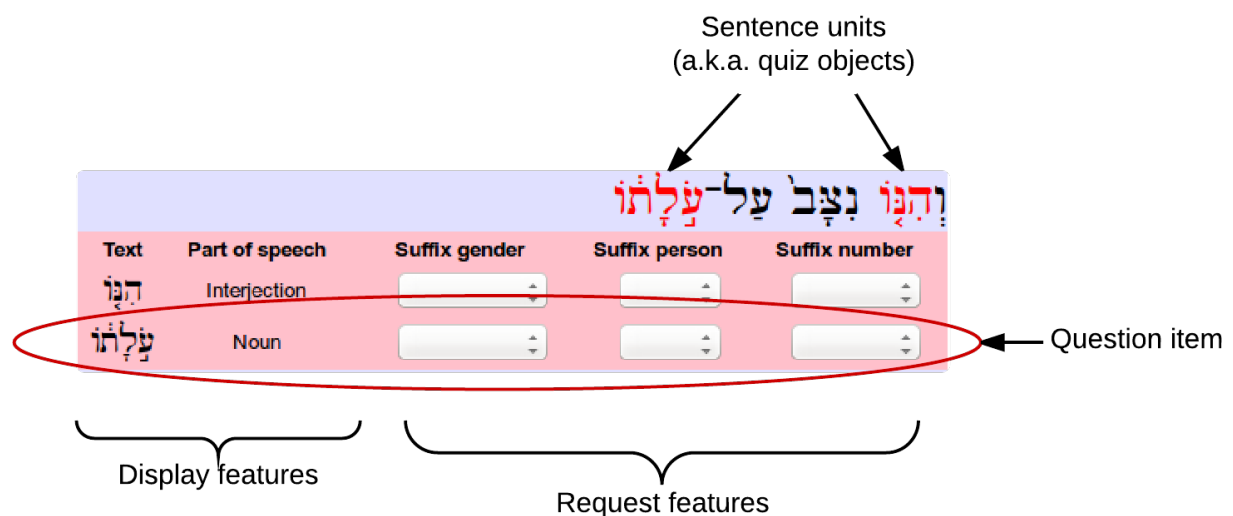 Sentence units
(a.k.a. quiz objects)
וְהִנּ֤וֹ נִצָּב֙ עַל־עֹ֣לָת֔וֹ
Text Part of speech Suffix gender Suffix person Suffix number
הִנּ֤וֹ Interjection
עֹ֣לָת֔וֹ Noun
Question item
Display features
Request features